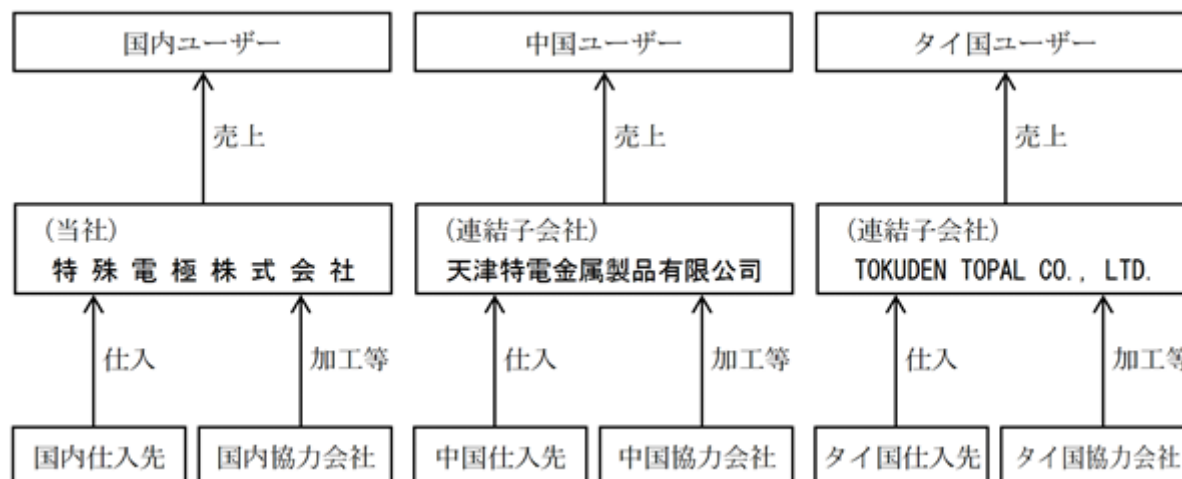 国内ユーザー
中国ユーザー
タイ国ユーザー
売上
売上
売上
(当社)
特殊電極株式会社
(連結子会社)
天津特電金属製品有限公司
(連結子会社)
TOKUDEN TOPAL CO., LTD.
仕入
加工等
仕入
加工等
仕入
加工等
国内仕入先
国内協力会社
中国仕入先
中国協力会社
タイ国仕入先
タイ国協力会社